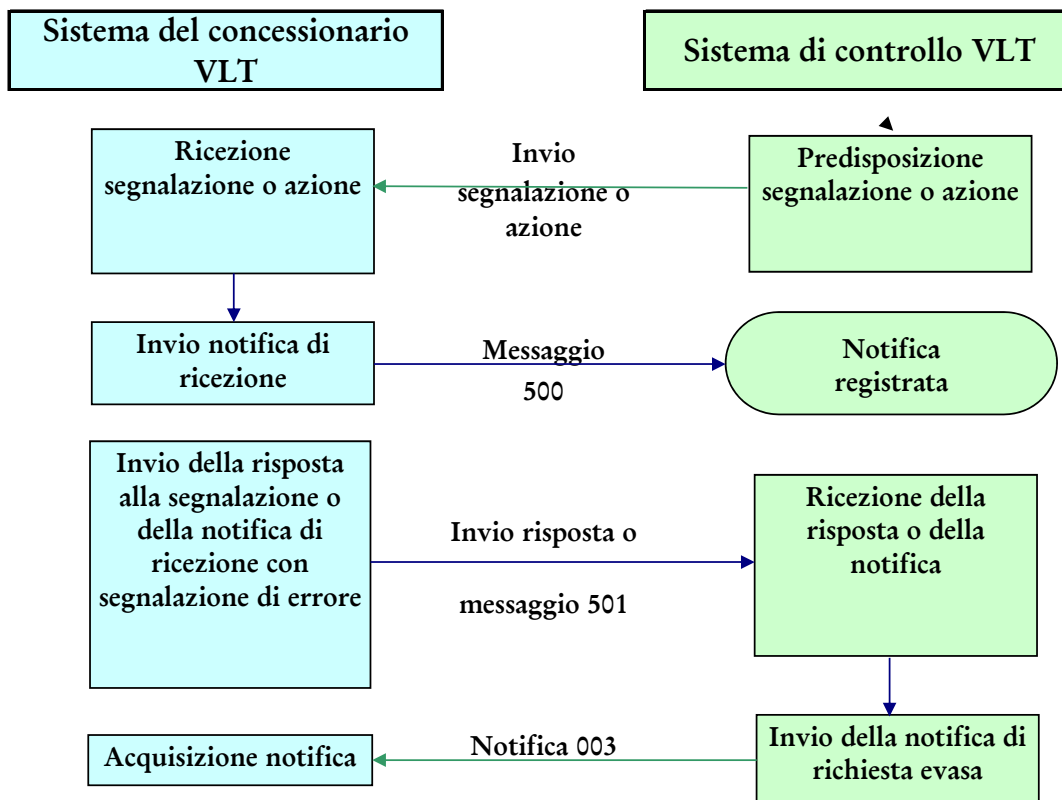 Sistema del concessionario
VLT
Sistema di controllo VLT
Ricezione
segnalazione o azione
Invio
segnalazione o
azione
Predisposizione
segnalazione o azione
Invio notifica di
ricezione
Messaggio
500
Notifica
registrata
Invio della risposta
alla segnalazione o
della notifica di
ricezione con
segnalazione di errore
Invio risposta o
messaggio 501
Ricezione della
risposta o della
notifica
Acquisizione notifica
Notifica 003
Invio della notifica di
richiesta evasa